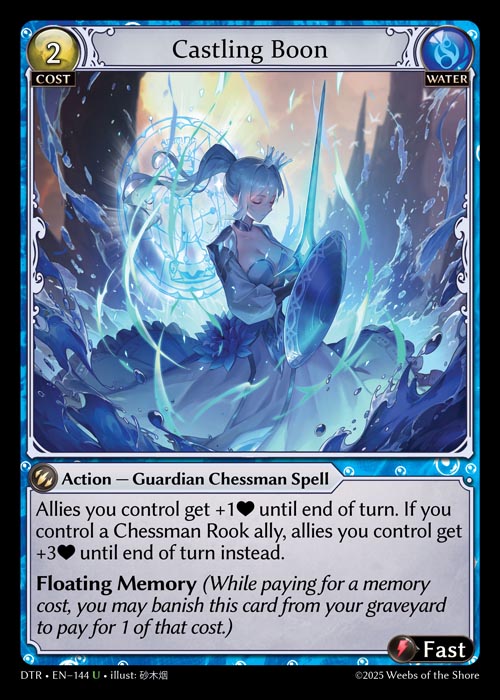 2
Castling Boon
COST
WATER
Action — Guardian Chessman Spell
Allies you control get +1♥ until end of turn. If you
control a Chessman Rook ally, allies you control get
+3♥ until end of turn instead.
Floating Memory (While paying for a memory
cost, you may banish this card from your graveyard
to pay for 1 of that cost.)
Fast
DTR • EN–144 U • illust: 砂木烟
©2025 Weebs of the Shore